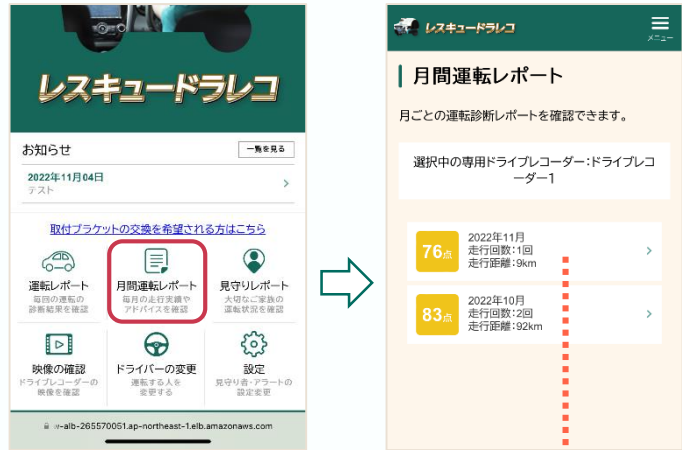 レスキュードラレコ
お知らせ
一覧を見る
2022年11月04日
テスト
取付ブラケットの交換を希望される方はこちら
運転レポート
毎回の運転の
診断結果を確認
月間運転レポート
毎月の走行実績や
アドバイスを確認
見守りレポート
大切なご家族の
運転状況を確認
映像の確認
ドライブレコーダーの
映像を確認
ドライバーの変更
運転する人を
変更する
設定
見守り者・アラートの
設定変更
-alb-265570051.ap-northeast-1.elb.amazonaws.com
レスキュードラレコ
メニュー
月間運転レポート
月ごとの運転診断レポートを確認できます。
選択中の専用ドライブレコーダー：ドライブレコ
ーダー1
76点
2022年11月
走行回数：1回
走行距離：9km
83点
2022年10月
走行回数：2回
走行距離：92km